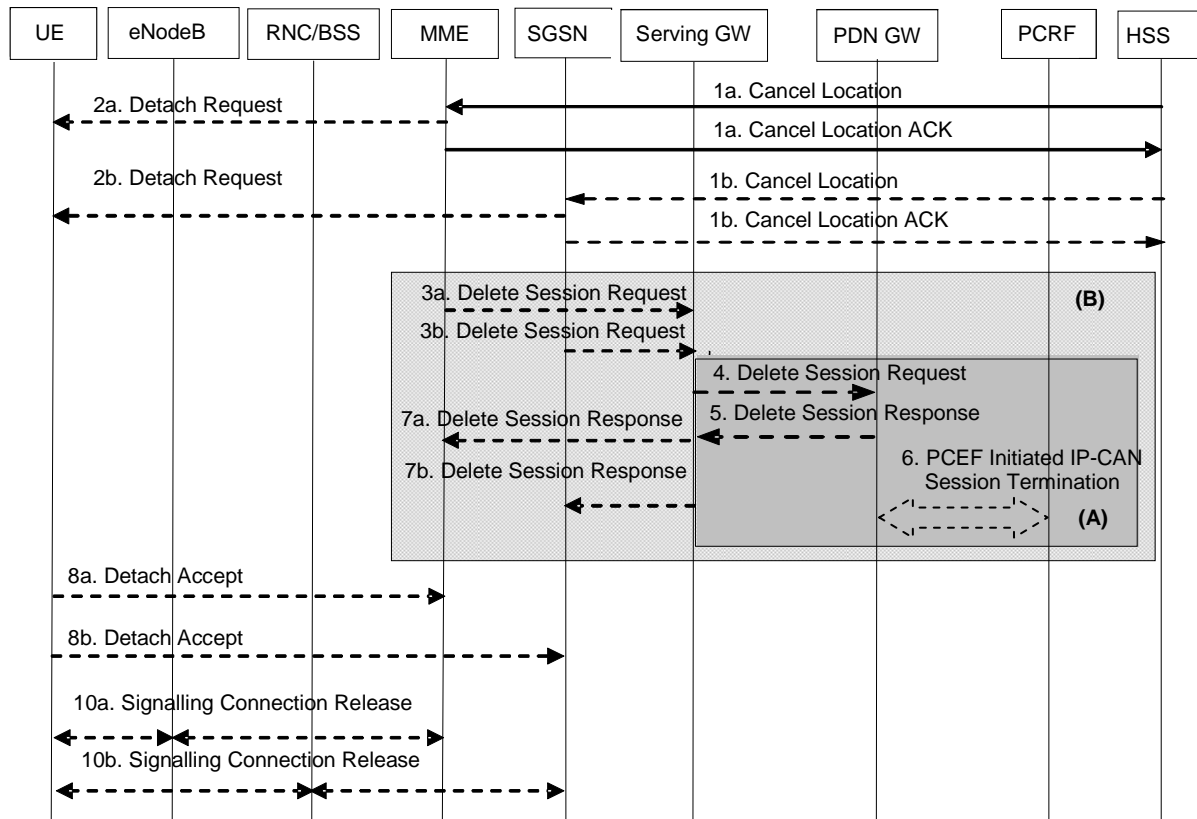 UE
eNodeB
RNC/BSS
MME
SGSN
Serving GW
PDN GW
PCRF
HSS
1a. Cancel Location
2a. Detach Request
1a. Cancel Location ACK
2b. Detach Request
1b. Cancel Location
1b. Cancel Location ACK
3a. Delete Session Request
(B)
3b. Delete Session Request
4. Delete Session Request
7a. Delete Session Response
5. Delete Session Response
6. PCEF Initiated IP-CAN
Session Termination
7b. Delete Session Response
(A)
8a. Detach Accept
8b. Detach Accept
10a. Signalling Connection Release
10b. Signalling Connection Release